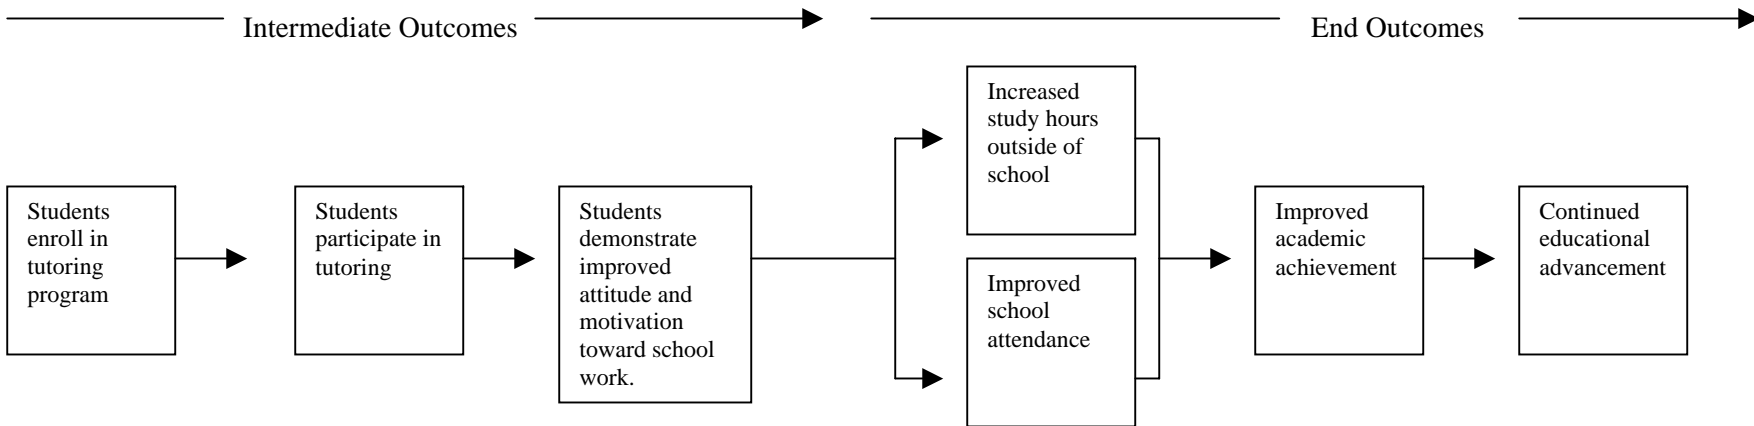 Intermediate Outcomes
End Outcomes
Students
enroll in
tutoring
program
Students
participate in
tutoring
Students
demonstrate
improved
attitude and
motivation
toward school
work.
Increased
study hours
outside of
school
Improved
school
attendance
Improved
academic
achievement
Continued
educational
advancement